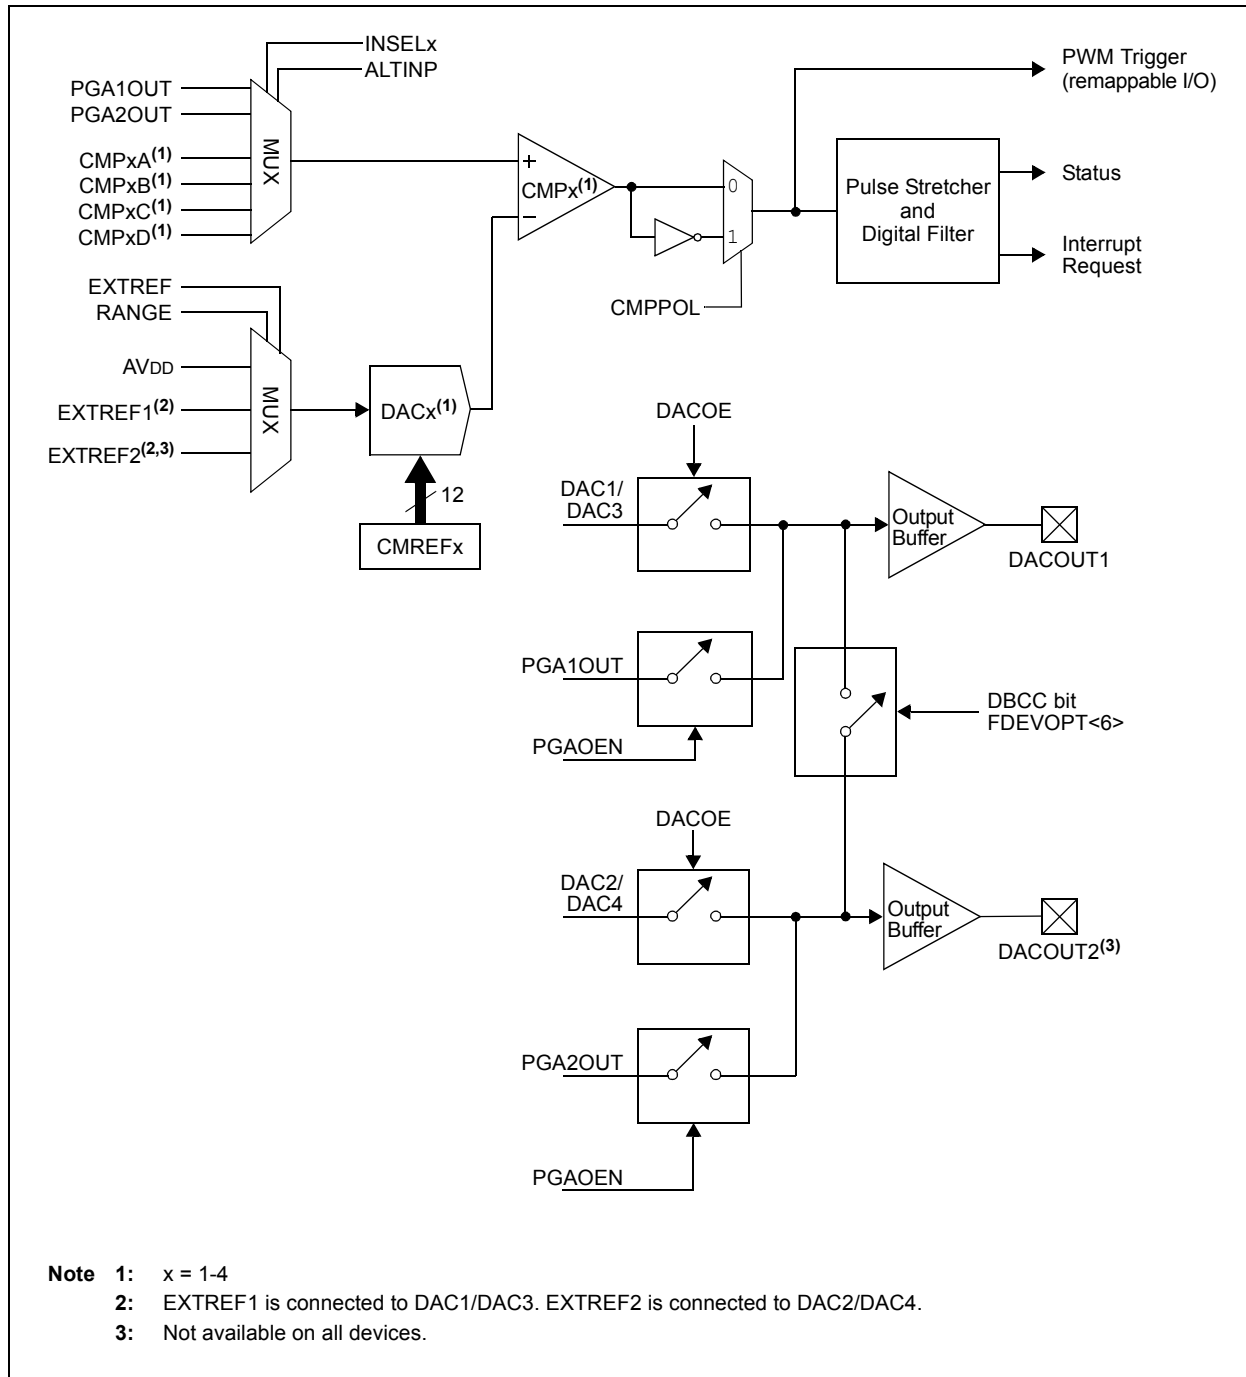 INSELx
ALTINP
PGA1OUT
PGA2OUT
CMPxA(1)
CMPxB(1)
CMPxC(1)
CMPxD(1)
MUX
+
CMPx(1)
–
0
1
CMPPOL
PWM Trigger
(remappable I/O)
Pulse Stretcher
and
Digital Filter
Status
Interrupt
Request
EXTREF
RANGE
AVDD
EXTREF1(2)
EXTREF2(2,3)
MUX
DACx(1)
12
CMREFx
DACOE
DAC1/
DAC3
Output
Buffer
DACOUT1
PGA1OUT
PGAOEN
DBCC bit
FDEVOPT<6>
DACOE
DAC2/
DAC4
Output
Buffer
DACOUT2(3)
PGA2OUT
PGAOEN
Note 1: x = 1-4
2: EXTREF1 is connected to DAC1/DAC3. EXTREF2 is connected to DAC2/DAC4.
3: Not available on all devices.